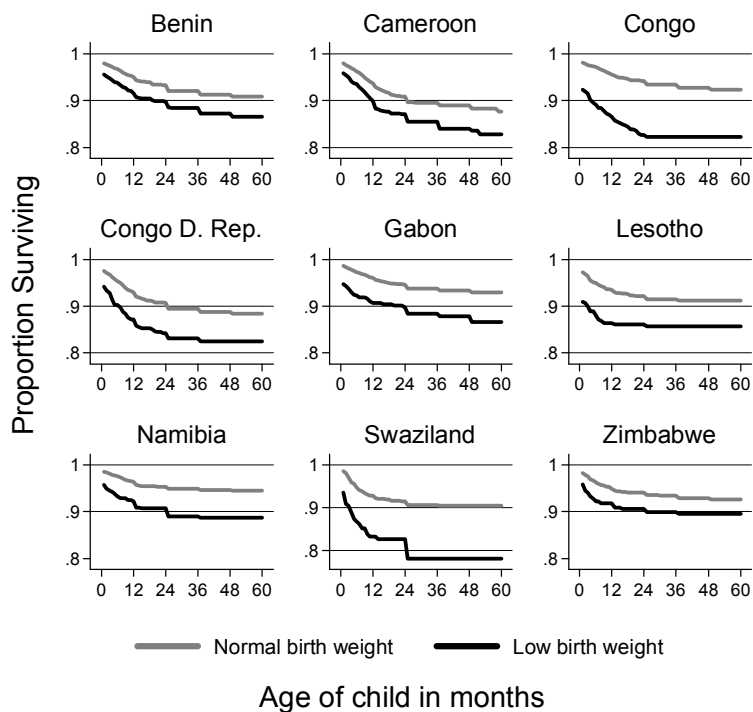 Benin Cameroon Congo
1 1 1
.9 .9 .9
.8 .8 .8
0 12 24 36 48 60 0 12 24 36 48 60 0 12 24 36 48 60
Congo D. Rep. Gabon Lesotho
1 1 1
.9 .9 .9
.8 .8 .8
0 12 24 36 48 60 0 12 24 36 48 60 0 12 24 36 48 60
Namibia Swaziland Zimbabwe
1 1 1
.9 .9 .9
.8 .8 .8
0 12 24 36 48 60 0 12 24 36 48 60 0 12 24 36 48 60
Proportion Surviving
Normal birth weight Low birth weight
Age of child in months